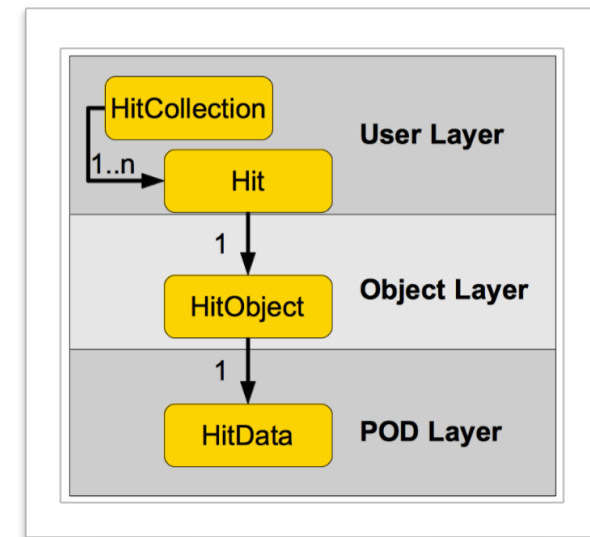 HitCollection
User Layer
1..n
Hit
1
HitObject
Object Layer
1
HitData
POD Layer